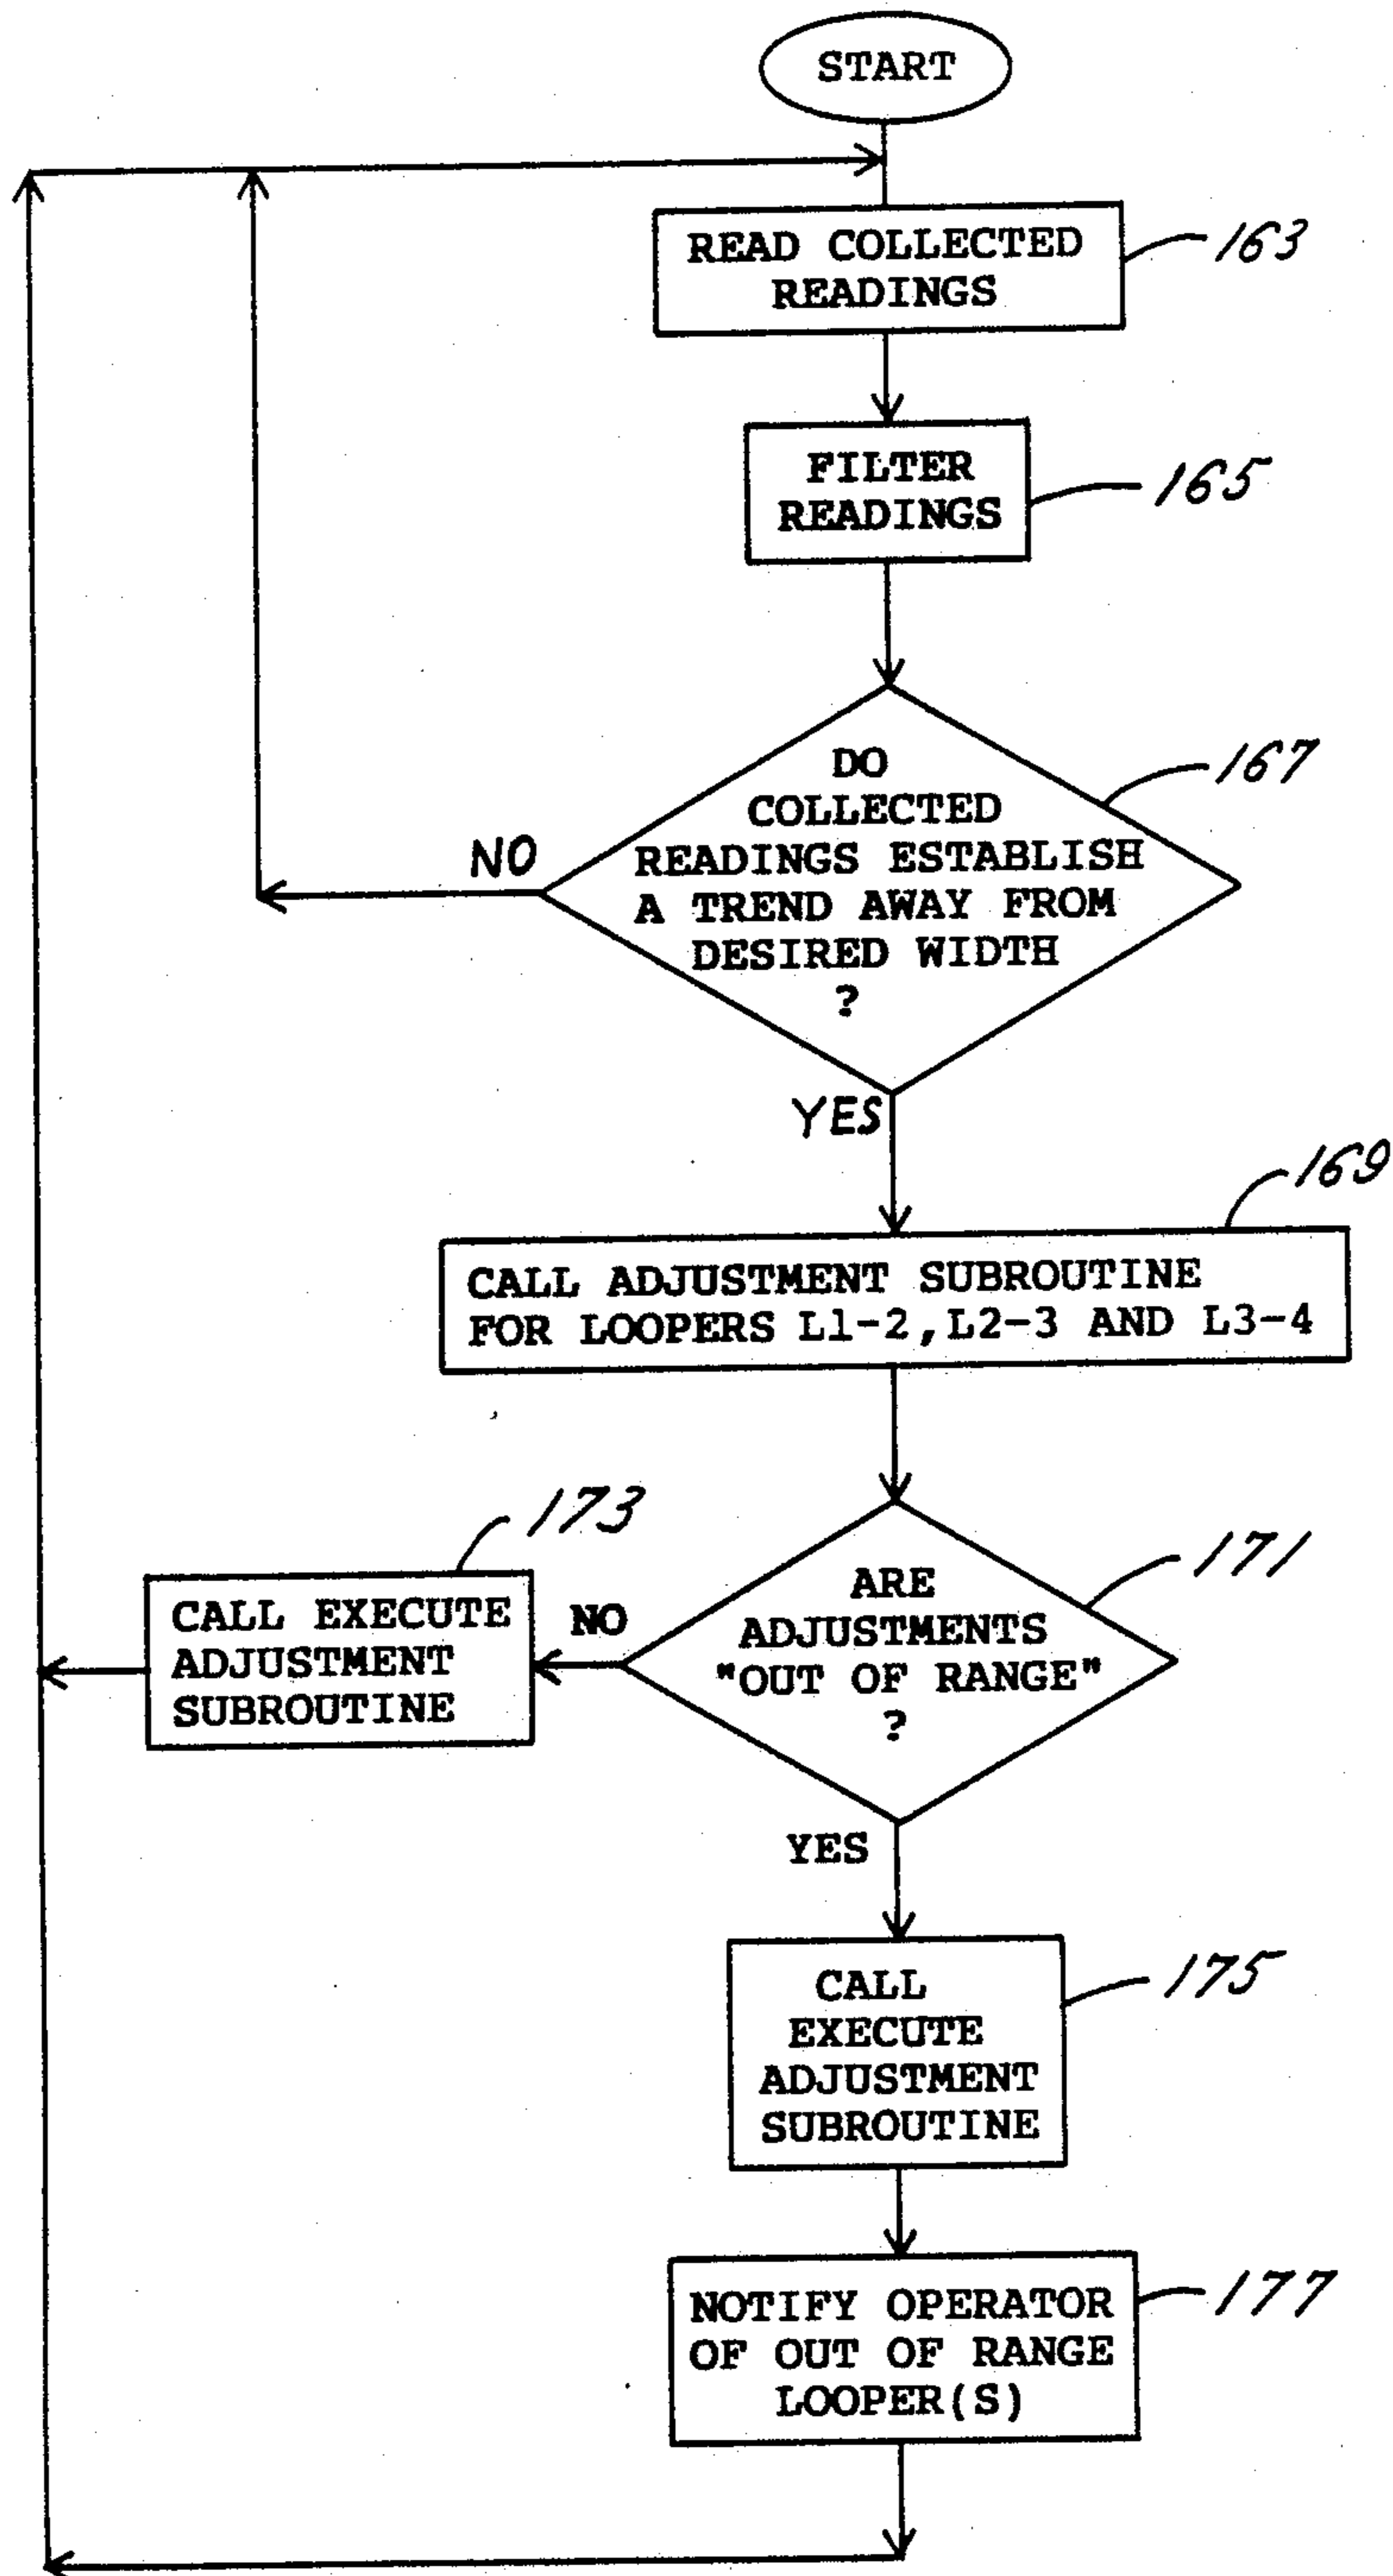 START
READ COLLECTED
READINGS
163
FILTER
READINGS
165
DO
COLLECTED
READINGS ESTABLISH
A TREND AWAY FROM
DESIRED WIDTH
?
167
NO
YES
169
CALL ADJUSTMENT SUBROUTINE
FOR LOOPERS L1-2,L2-3 AND L3-4
173
CALL EXECUTE
ADJUSTMENT
SUBROUTINE
NO
ARE
ADJUSTMENTS
"OUT OF RANGE"
?
171
YES
CALL
EXECUTE
ADJUSTMENT
SUBROUTINE
175
NOTIFY OPERATOR
OF OUT OF RANGE
LOOPER(S)
177